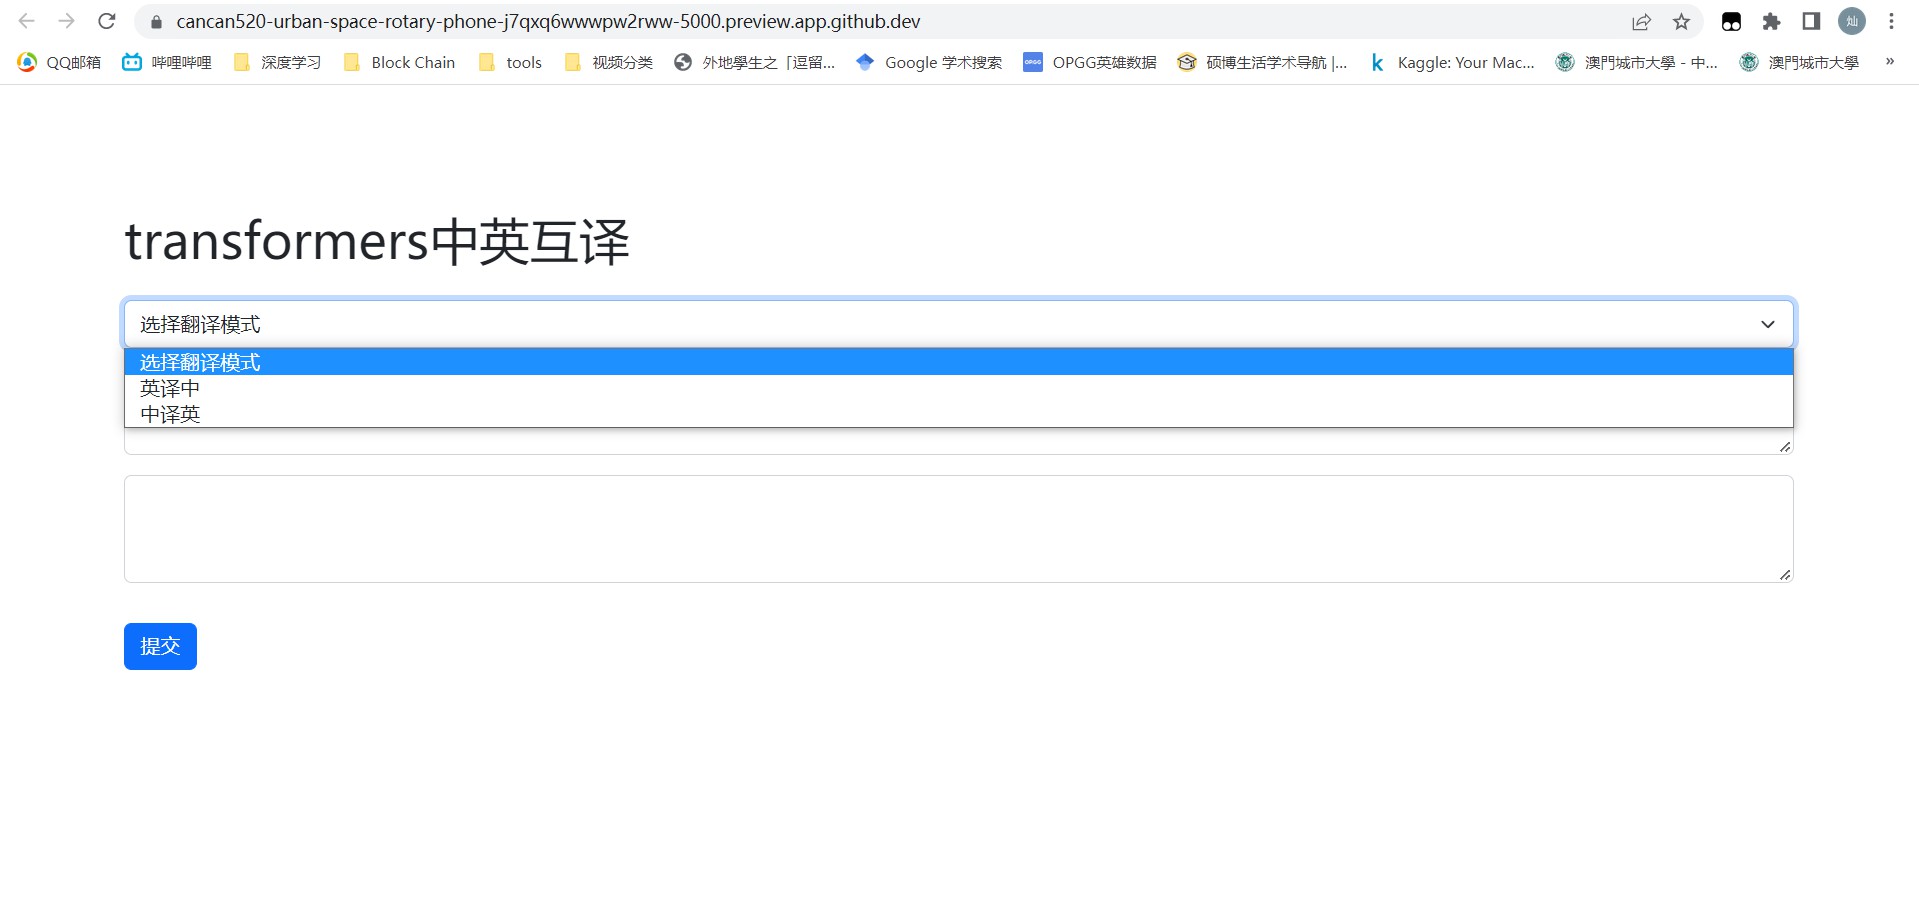 cancan520-urban-space-rotary-phone-j7qxq6wwwpw2rww-5000.preview.app.github.dev
灿
QQ邮箱 哔哩哔哩 深度学习 Block Chain tools 视频分类 外地學生之「逗留... Google 学术搜索 OPGG OPGG英雄数据 硕博生活学术导航 |... k Kaggle: Your Mac... 澳門城市大學 - 中... 澳門城市大學 »
transformers中英互译
选择翻译模式
选择翻译模式
英译中
中译英
提交